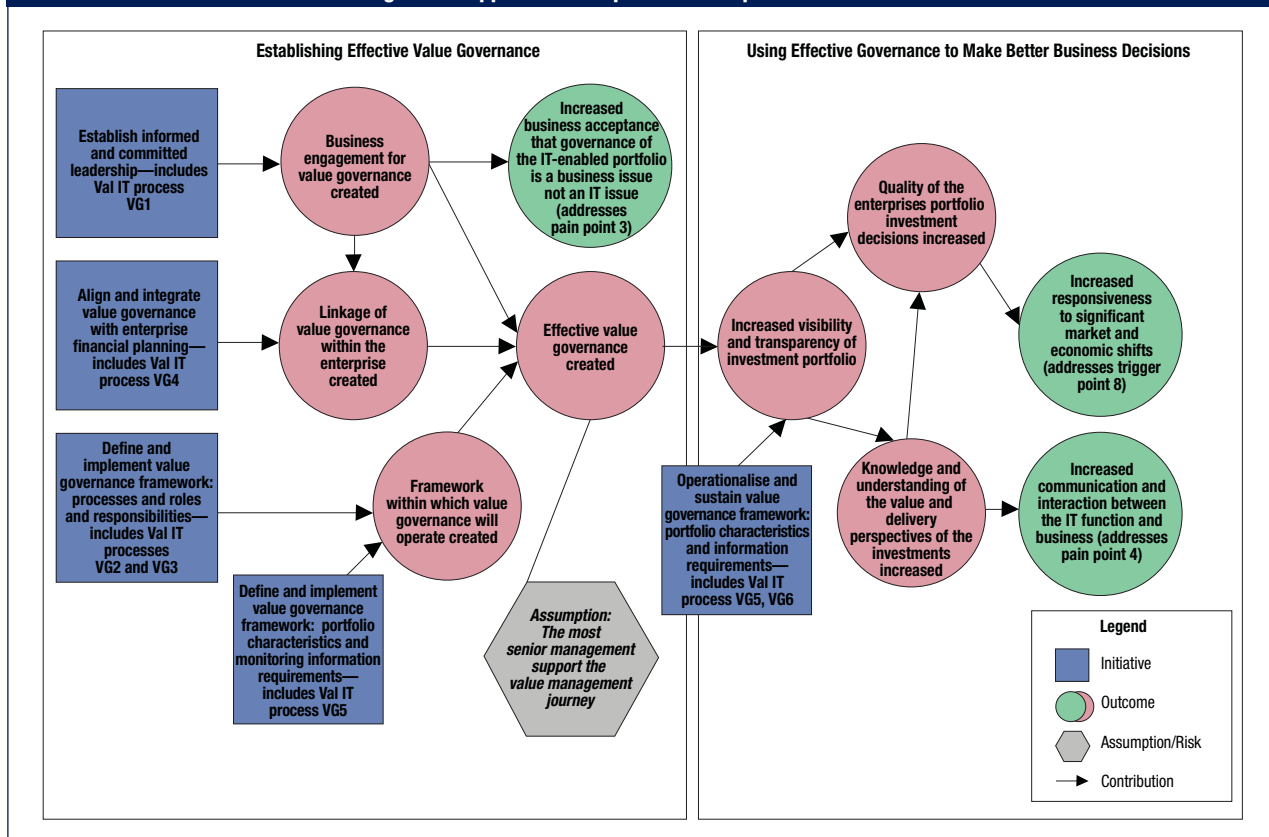 Establishing Effective Value Governance
Establish informed
and committed
leadership—includes
Val IT process
VG1
Business
engagement for
value governance
created
Increased
business acceptance
that governance of
the IT-enabled portfolio
is a business issue
not an IT issue
(addresses
pain point 3)
Align and integrate
value governance
with enterprise
financial planning—
includes Val IT
process VG4
Linkage of
value governance
within the
enterprise
created
Effective value
governance
created
Define and
implement value
governance framework:
processes and roles
and responsibilities—
includes Val IT
processes
VG2 and VG3
Framework
within which value
governance will
operate created
Define and implement
value governance
framework:  portfolio
characteristics and
monitoring information
requirements—
includes Val IT
process VG5
Assumption:
The most
senior management
support the
value management
journey
Using Effective Governance to Make Better Business Decisions
Increased visibility
and transparency of
investment portfolio
Quality of the
enterprises portfolio
investment
decisions increased
Increased
responsiveness
to significant
market and
economic shifts
(addresses trigger
point 8)
Operationalise and
sustain value
governance framework:
portfolio characteristics
and information
requirements—
includes Val IT
process VG5, VG6
Knowledge and
understanding of
the value and
delivery
perspectives of the
investments
increased
Increased
communication and
interaction between
the IT function and
business (addresses
pain point 4)
Legend
Initiative
Outcome
Assumption/Risk
Contribution